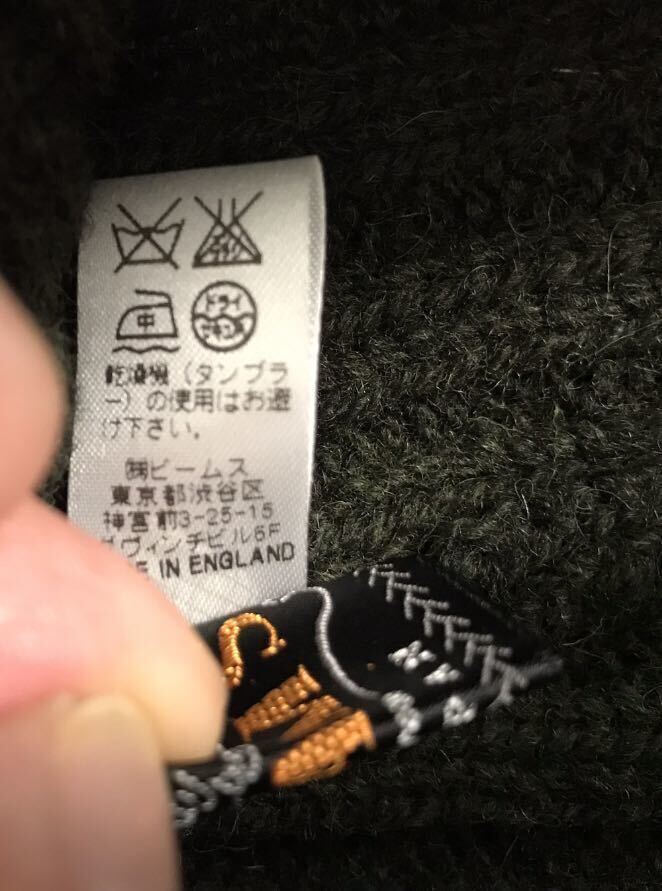 中 ドライ
乾燥機（タンブラ
ー）の使用はお避
け下さい。
㈱ビームス
東京都渋谷区
神宮前3-25-15
ヴィンチビル6F
E IN ENGLAND